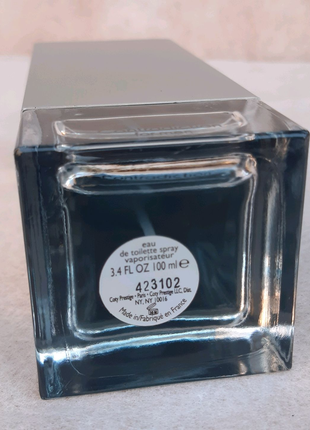 eau
de toilette spray
vaporisateur
3.4 FL OZ 100 ml ℮
423102
Coty Prestige • Paris • Coty Prestige LLC, Dist.
NY, NY 10016
Made in/Fabriqué en France